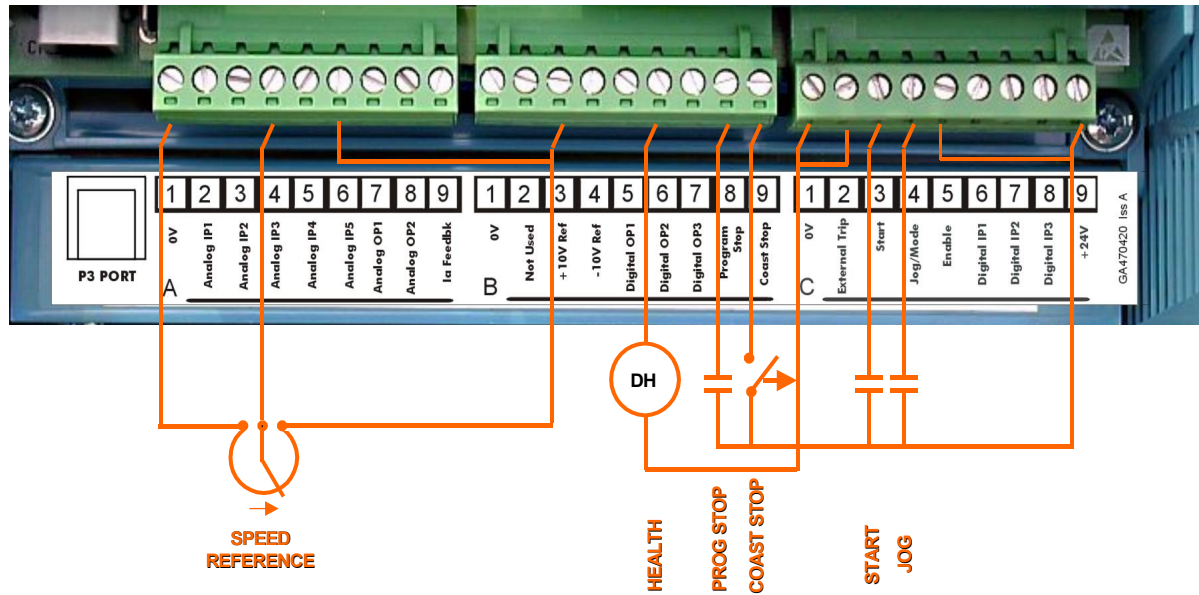 P3 PORT
1 2 3 4 5 6 7 8 9
A
0V
Analog IP1
Analog IP2
Analog IP3
Analog IP4
Analog IP5
Analog OP1
Analog OP2
Ia Feedbk
1 2 3 4 5 6 7 8 9
B
0V
Not Used
+10V Ref
-10V Ref
Digital OP1
Digital OP2
Digital OP3
Program
Stop
Coast Stop
1 2 3 4 5 6 7 8 9
C
0V
External Trip
Start
Jog/Mode
Enable
Digital IP1
Digital IP2
Digital IP3
+24V
GA470420 Iss A
DH
SPEED
REFERENCE
HEALTH
PROG STOP
COAST STOP
START
JOG